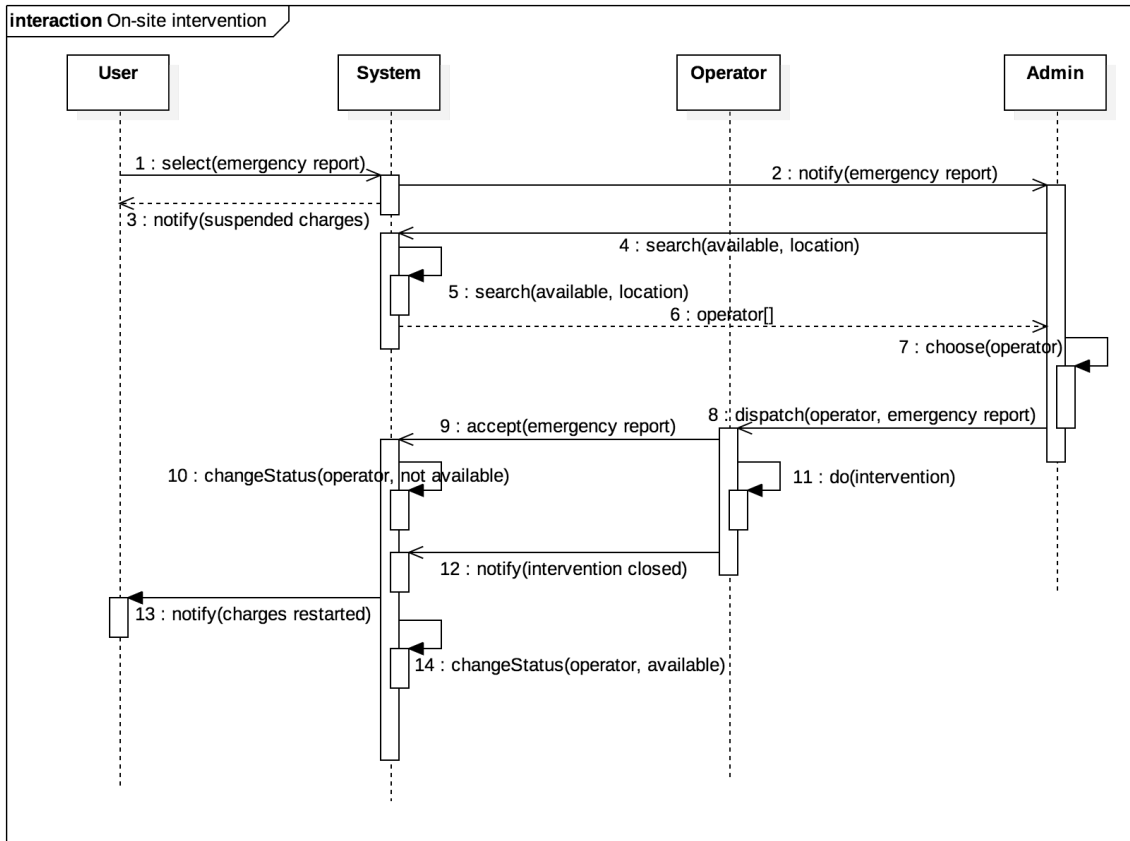 interaction On-site intervention
User
System
Operator
Admin
1 : select(emergency report)
2 : notify(emergency report)
3 : notify(suspended charges)
4 : search(available, location)
5 : search(available, location)
6 : operator[]
7 : choose(operator)
8 : dispatch(operator, emergency report)
9 : accept(emergency report)
10 : changeStatus(operator, not available)
11 : do(intervention)
12 : notify(intervention closed)
13 : notify(charges restarted)
14 : changeStatus(operator, available)